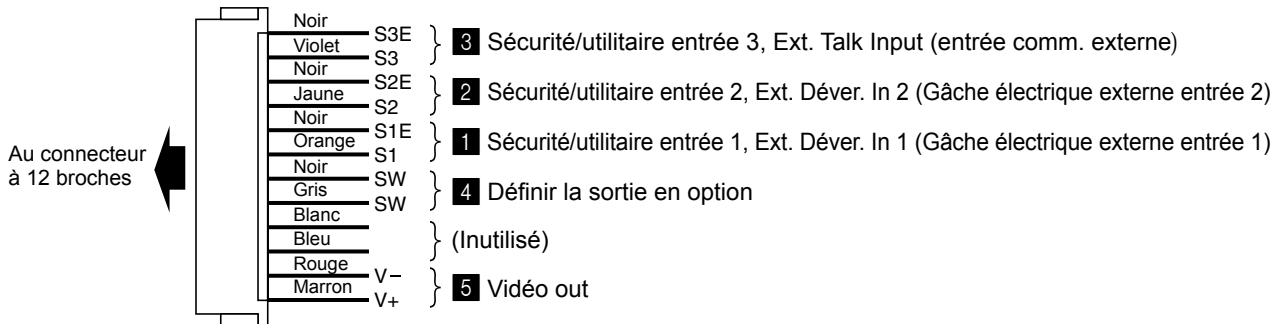 Noir
S3E
Violet
S3
3 Sécurité/utilitaire entrée 3, Ext. Talk Input (entrée comm. externe)
Noir
S2E
Jaune
S2
2 Sécurité/utilitaire entrée 2, Ext. Déver. In 2 (Gâche électrique externe entrée 2)
Noir
S1E
Orange
S1
1 Sécurité/utilitaire entrée 1, Ext. Déver. In 1 (Gâche électrique externe entrée 1)
Au connecteur
à 12 broches
Noir
SW
Gris
SW
4 Définir la sortie en option
Blanc
Bleu
(Inutilisé)
Rouge
V−
Marron
V+
5 Vidéo out